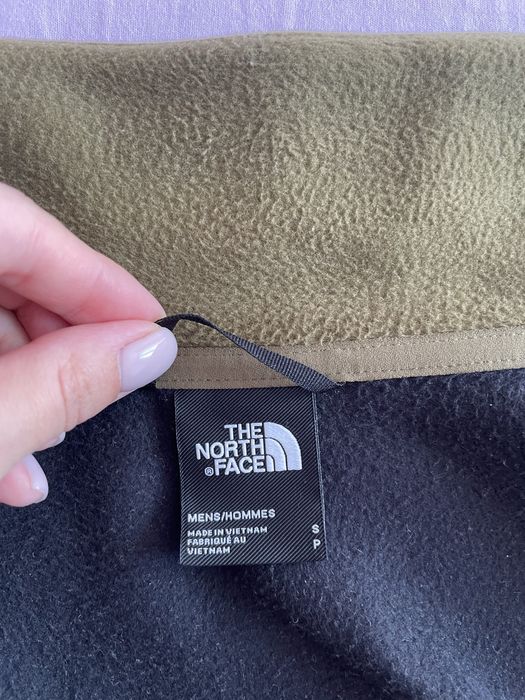 THE
NORTH
® FACE
MENS/HOMMES
MADE IN VIETNAM S
FABRIQUÉ AU
VIETNAM P